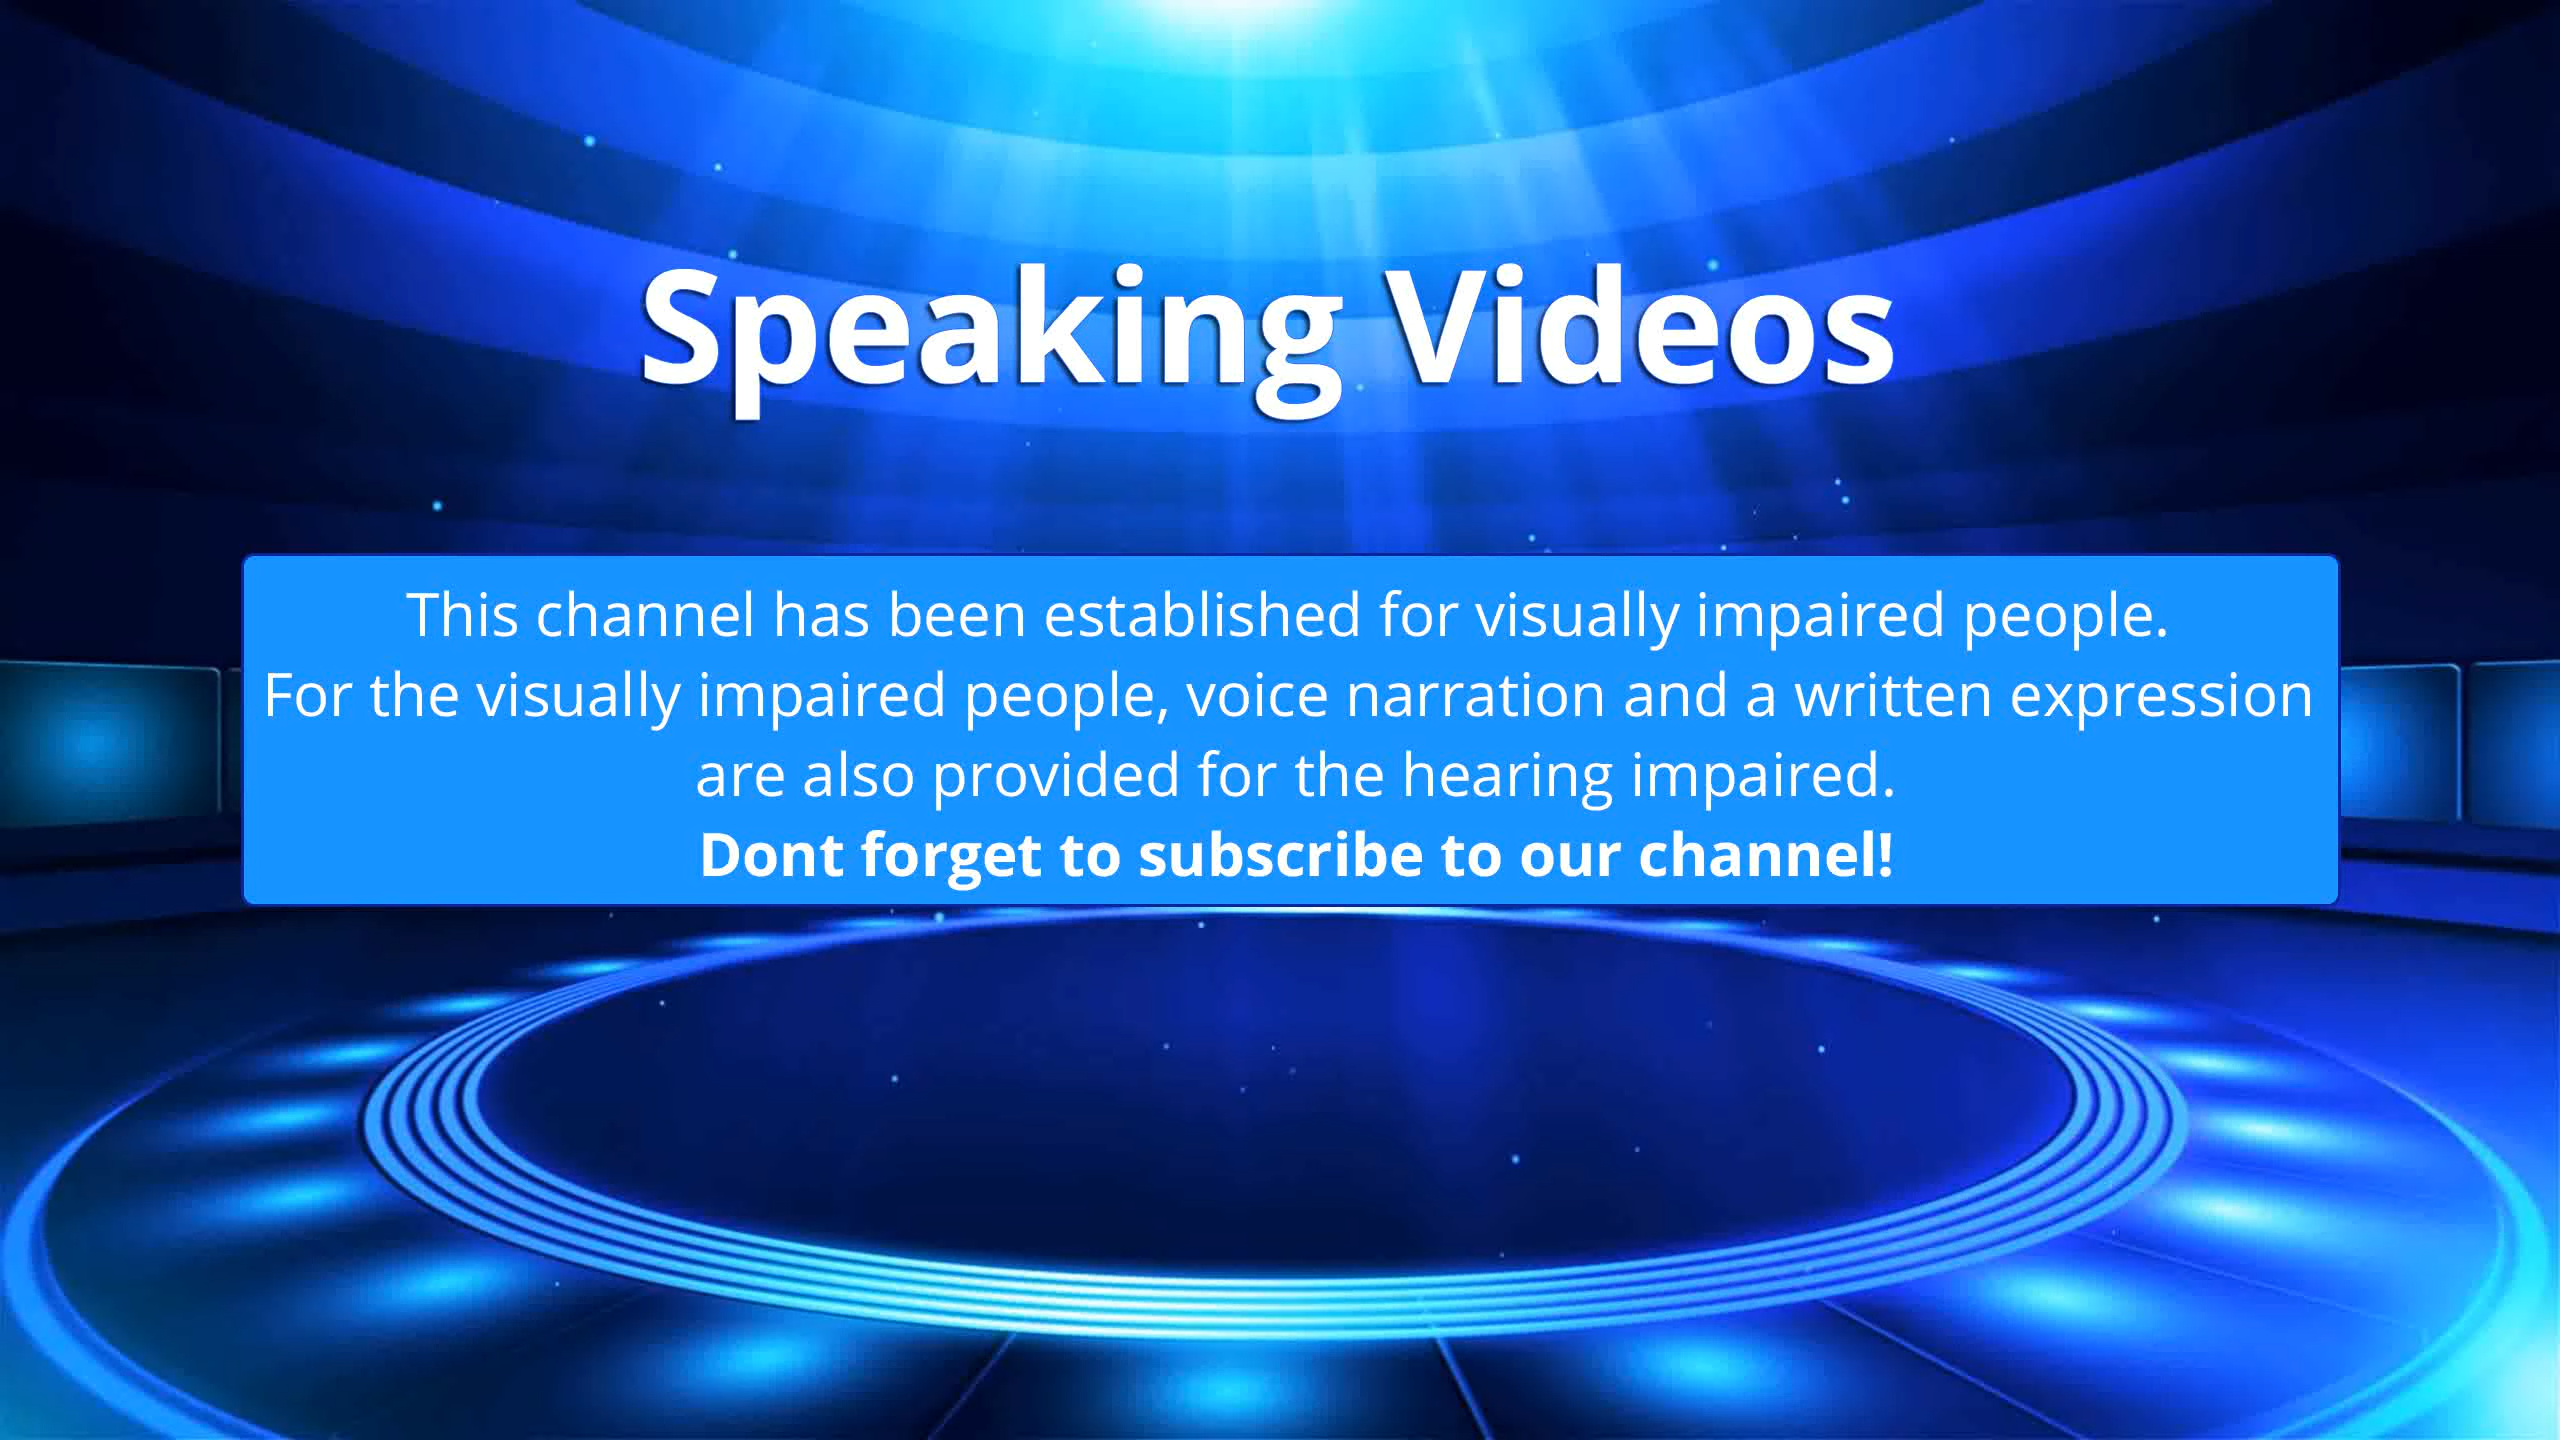 Speaking Videos
This channel has been established for visually impaired people.
For the visually impaired people, voice narration and a written expression
are also provided for the hearing impaired.
Dont forget to subscribe to our channel!